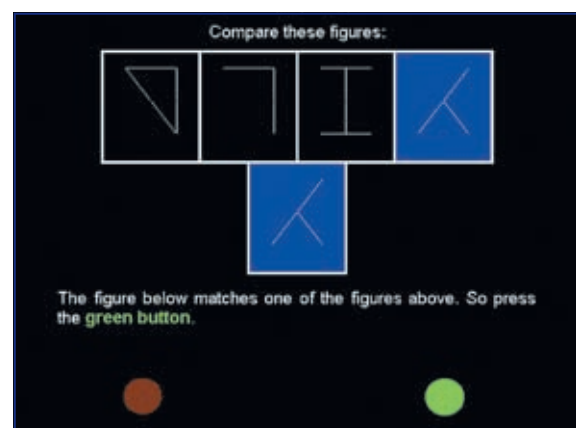 Compare these figures:
The figure below matches one of the figures above. So press
the green button.